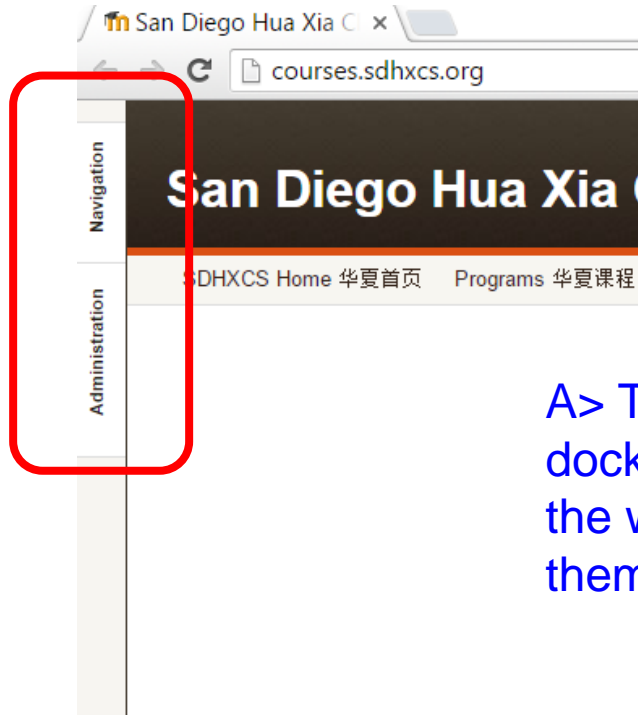 San Diego Hua Xia C
courses.sdhxcs.org
Navigation
San Diego Hua Xia
SDHXCS Home 华夏首页 Programs 华夏课程
Administration
A>
dock
the
them